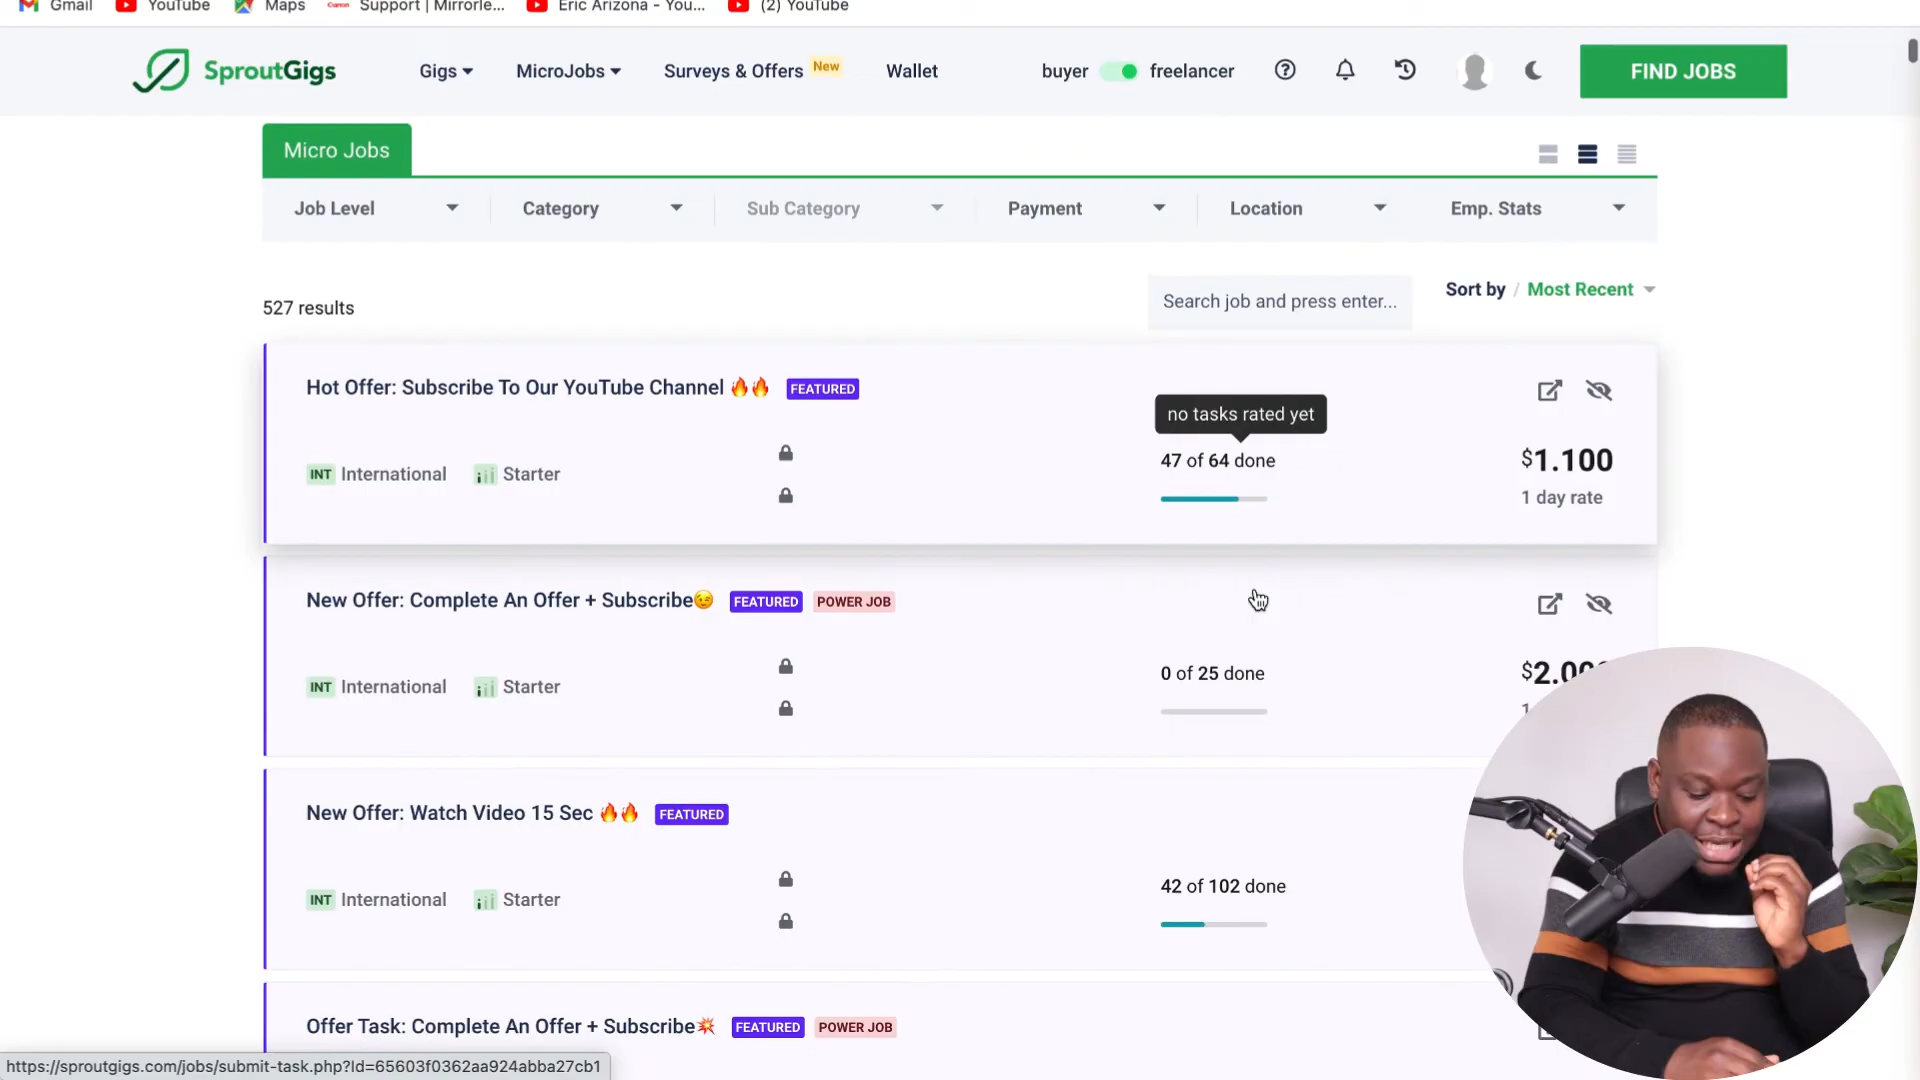 Gmail YouTube Maps Canon Support | Mirrorle... Eric Arizona - You... (2) YouTube
SproutGigs Gigs MicroJobs Surveys & Offers New Wallet buyer freelancer FIND JOBS
Micro Jobs
Job Level Category Sub Category Payment Location Emp. Stats
527 results Search job and press enter... Sort by / Most Recent
Hot Offer: Subscribe To Our YouTube Channel 🔥🔥 FEATURED
no tasks rated yet
INT International Starter 47 of 64 done $1.100
1 day rate
New Offer: Complete An Offer + Subscribe😉 FEATURED POWER JOB
INT International Starter 0 of 25 done
New Offer: Watch Video 15 Sec 🔥🔥 FEATURED
INT International Starter 42 of 102 done
Offer Task: Complete An Offer + Subscribe💥 FEATURED POWER JOB
https://sproutgigs.com/jobs/submit-task.php?Id=65603f0362aa924abba27cb1